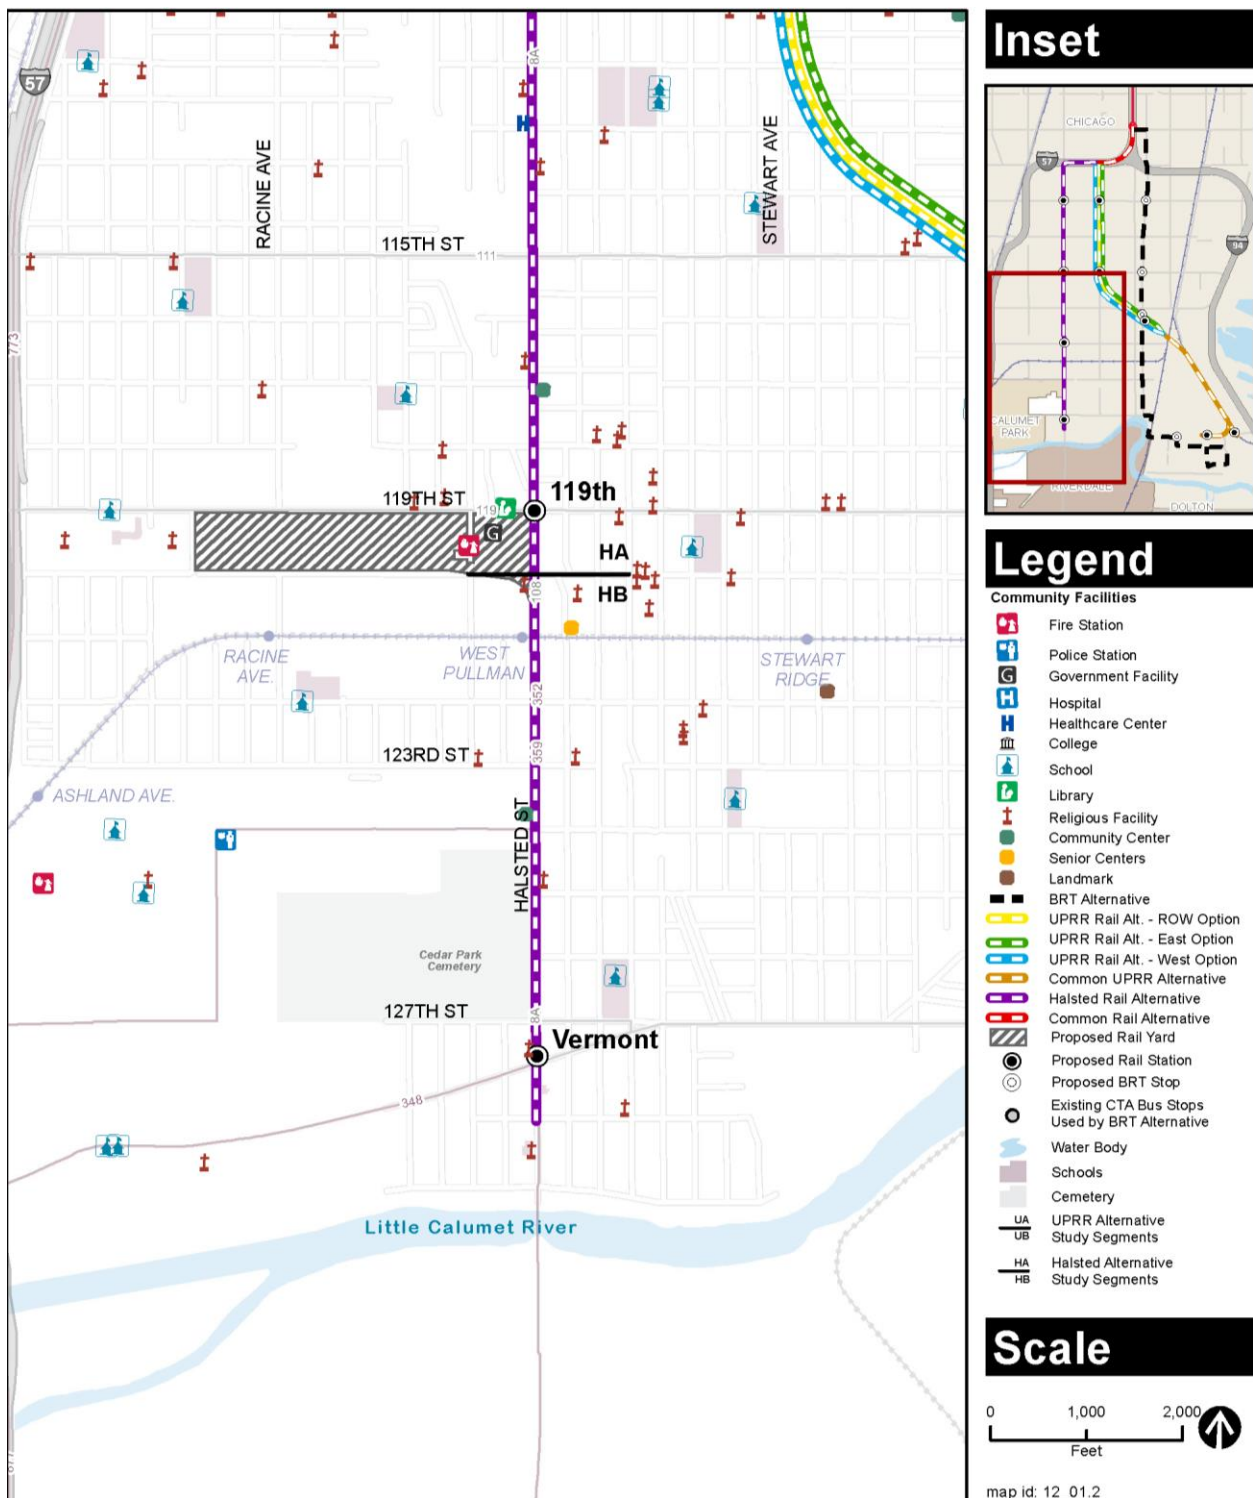 57
8A
H
RACINE AVE
STEWART AVE
115TH ST
111
773
119TH ST
119
119th
G
HA
HB
108
RACINE
AVE.
WEST
PULLMAN
STEWART
RIDGE
352
359
123RD ST
ASHLAND AVE.
HALSTED ST
Cedar Park
Cemetery
127TH ST
8A
Vermont
348
Little Calumet River
Inset
CHICAGO
57
94
CALUMET
PARK
RIVERDALE
DOLTON
Legend
Community Facilities
Fire Station
Police Station
G Government Facility
H Hospital
H Healthcare Center
College
School
Library
Religious Facility
Community Center
Senior Centers
Landmark
BRT Alternative
UPRR Rail Alt. - ROW Option
UPRR Rail Alt. - East Option
UPRR Rail Alt. - West Option
Common UPRR Alternative
Halsted Rail Alternative
Common Rail Alternative
Proposed Rail Yard
Proposed Rail Station
Proposed BRT Stop
Existing CTA Bus Stops
Used by BRT Alternative
Water Body
Schools
Cemetery
UA UPRR Alternative
UB Study Segments
HA Halsted Alternative
HB Study Segments
Scale
0 1,000 2,000
Feet
map id: 12_01.2